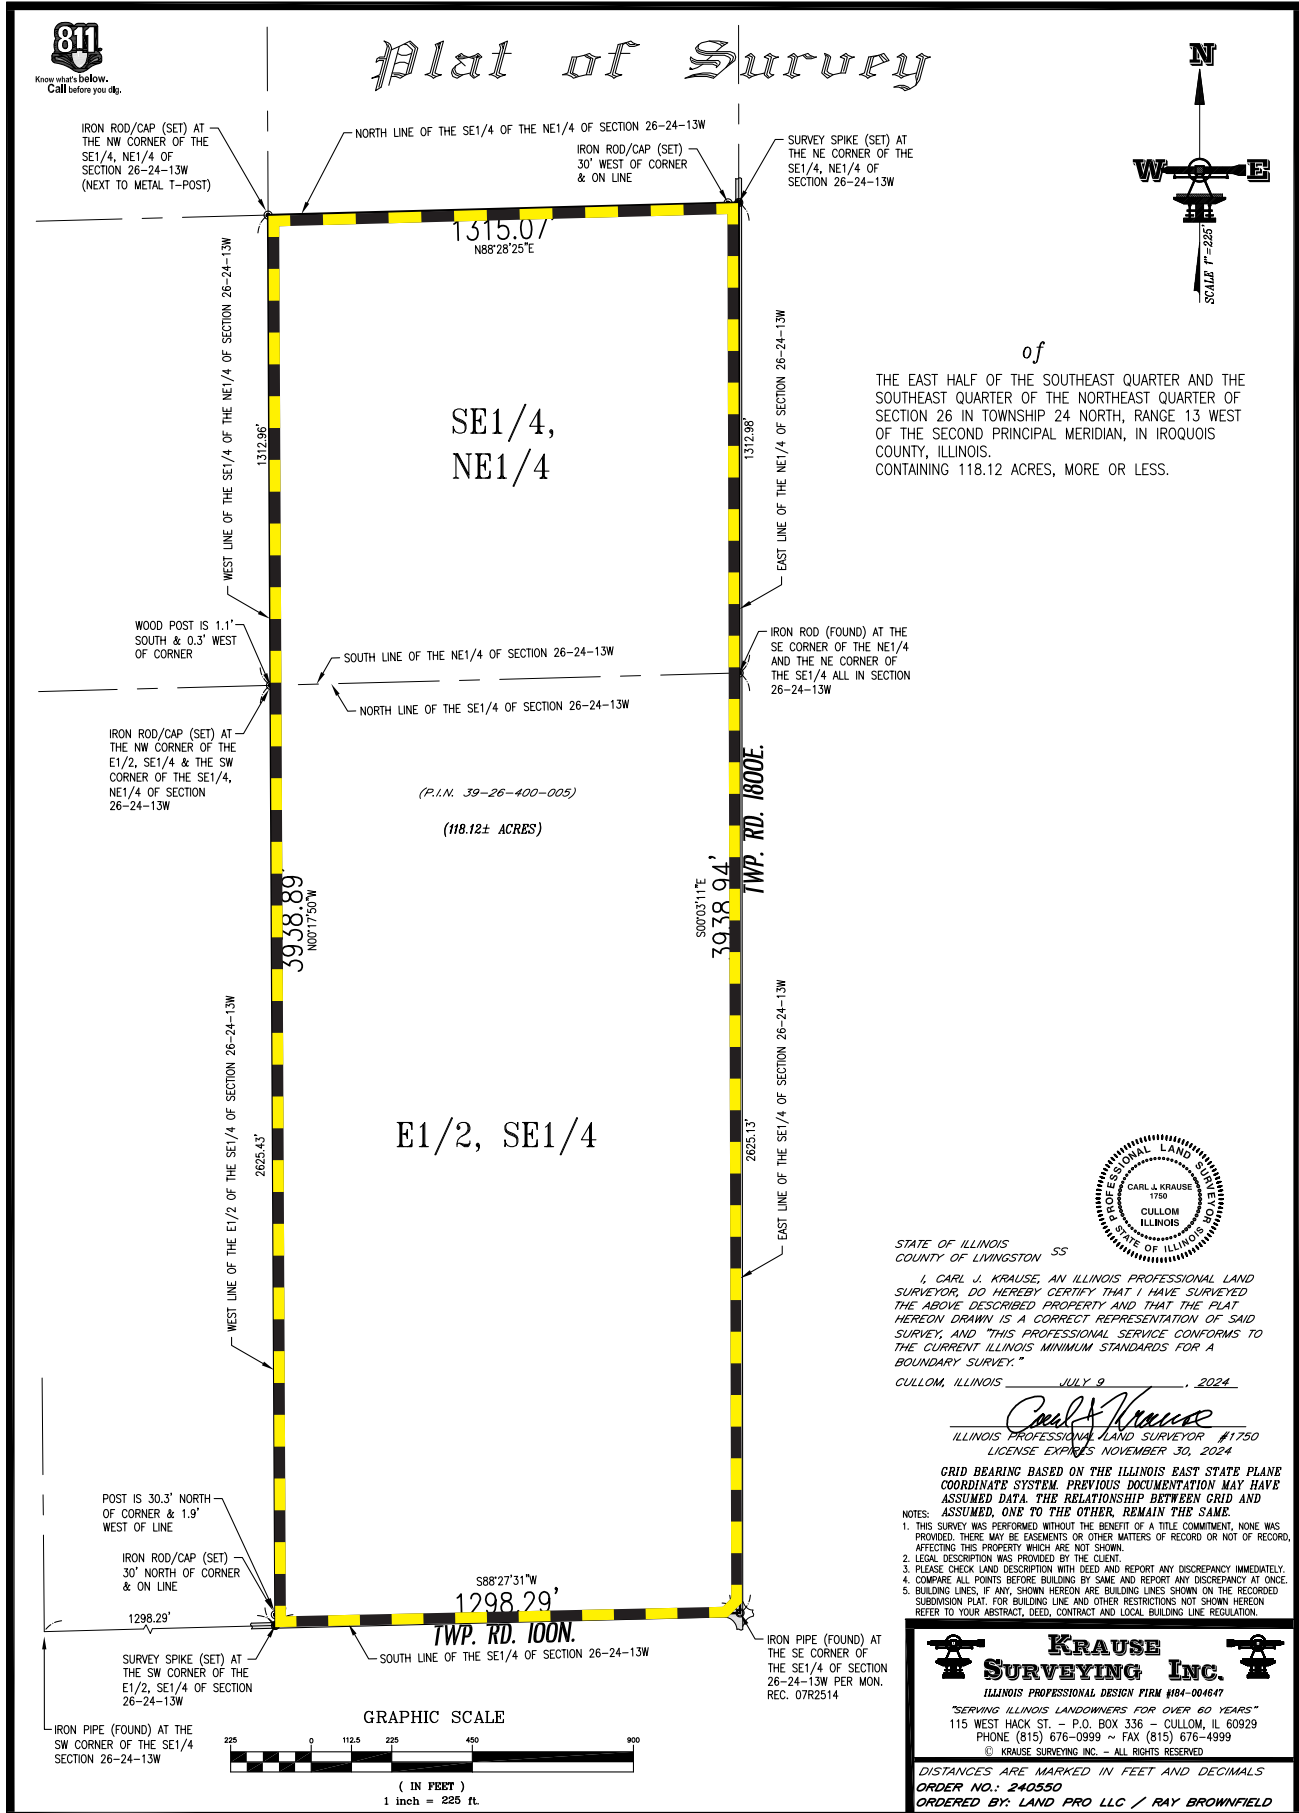 811
Know what's below.
Call before you dig.
Plat of Survey
N
W E
SCALE 1"=225'
IRON ROD/CAP (SET) AT
THE NW CORNER OF THE
SE1/4, NE1/4 OF
SECTION 26-24-13W
(NEXT TO METAL T-POST)
NORTH LINE OF THE SE1/4 OF THE NE1/4 OF SECTION 26-24-13W
IRON ROD/CAP (SET)
30' WEST OF CORNER
& ON LINE
SURVEY SPIKE (SET) AT
THE NE CORNER OF THE
SE1/4, NE1/4 OF
SECTION 26-24-13W
1315.07'
N88°28'25"E
WEST LINE OF THE SE1/4 OF THE NE1/4 OF SECTION 26-24-13W
1312.96'
SE1/4,
NE1/4
1312.98'
EAST LINE OF THE NE1/4 OF SECTION 26-24-13W
of
THE EAST HALF OF THE SOUTHEAST QUARTER AND THE
SOUTHEAST QUARTER OF THE NORTHEAST QUARTER OF
SECTION 26 IN TOWNSHIP 24 NORTH, RANGE 13 WEST
OF THE SECOND PRINCIPAL MERIDIAN, IN IROQUOIS
COUNTY, ILLINOIS.
CONTAINING 118.12 ACRES, MORE OR LESS.
WOOD POST IS 1.1'
SOUTH & 0.3' WEST
OF CORNER
SOUTH LINE OF THE NE1/4 OF SECTION 26-24-13W
NORTH LINE OF THE SE1/4 OF SECTION 26-24-13W
IRON ROD (FOUND) AT THE
SE CORNER OF THE NE1/4
AND THE NE CORNER OF
THE SE1/4 ALL IN SECTION
26-24-13W
IRON ROD/CAP (SET) AT
THE NW CORNER OF THE
E1/2, SE1/4 & THE SW
CORNER OF THE SE1/4,
NE1/4 OF SECTION
26-24-13W
(P.I.N. 39-26-400-005)
(118.12± ACRES)
TWP. RD. 1800E.
3938.89'
N00°17'50"W
S00°03'11"E
3938.94'
WEST LINE OF THE E1/2 OF THE SE1/4 OF SECTION 26-24-13W
2625.43'
E1/2, SE1/4
2625.13'
EAST LINE OF THE SE1/4 OF SECTION 26-24-13W
PROFESSIONAL LAND SURVEYOR
CARL J. KRAUSE
1750
CULLOM
ILLINOIS
STATE OF ILLINOIS
STATE OF ILLINOIS
COUNTY OF LIVINGSTON SS
I, CARL J. KRAUSE, AN ILLINOIS PROFESSIONAL LAND
SURVEYOR, DO HEREBY CERTIFY THAT I HAVE SURVEYED
THE ABOVE DESCRIBED PROPERTY AND THAT THE PLAT
HEREON DRAWN IS A CORRECT REPRESENTATION OF SAID
SURVEY, AND "THIS PROFESSIONAL SERVICE CONFORMS TO
THE CURRENT ILLINOIS MINIMUM STANDARDS FOR A
BOUNDARY SURVEY."
CULLOM, ILLINOIS JULY 9, 2024
Carl J Krause
ILLINOIS PROFESSIONAL LAND SURVEYOR #1750
LICENSE EXPIRES NOVEMBER 30, 2024
GRID BEARING BASED ON THE ILLINOIS EAST STATE PLANE
COORDINATE SYSTEM. PREVIOUS DOCUMENTATION MAY HAVE
ASSUMED DATA. THE RELATIONSHIP BETWEEN GRID AND
ASSUMED, ONE TO THE OTHER, REMAIN THE SAME.
NOTES:
1. THIS SURVEY WAS PERFORMED WITHOUT THE BENEFIT OF A TITLE COMMITMENT, NONE WAS
PROVIDED. THERE MAY BE EASEMENTS OR OTHER MATTERS OF RECORD OR NOT OF RECORD,
AFFECTING THIS PROPERTY WHICH ARE NOT SHOWN.
2. LEGAL DESCRIPTION WAS PROVIDED BY THE CLIENT.
3. PLEASE CHECK LAND DESCRIPTION WITH DEED AND REPORT ANY DISCREPANCY IMMEDIATELY.
4. COMPARE ALL POINTS BEFORE BUILDING BY SAME AND REPORT ANY DISCREPANCY AT ONCE.
5. BUILDING LINES, IF ANY, SHOWN HEREON ARE BUILDING LINES SHOWN ON THE RECORDED
SUBDIVISION PLAT. FOR BUILDING LINE AND OTHER RESTRICTIONS NOT SHOWN HEREON
REFER TO YOUR ABSTRACT, DEED, CONTRACT AND LOCAL BUILDING LINE REGULATION.
POST IS 30.3' NORTH
OF CORNER & 1.9'
WEST OF LINE
IRON ROD/CAP (SET)
30' NORTH OF CORNER
& ON LINE
1298.29'
S88°27'31"W
1298.29'
TWP. RD. 100N.
SOUTH LINE OF THE SE1/4 OF SECTION 26-24-13W
SURVEY SPIKE (SET) AT
THE SW CORNER OF THE
E1/2, SE1/4 OF SECTION
26-24-13W
IRON PIPE (FOUND) AT
THE SE CORNER OF
THE SE1/4 OF SECTION
26-24-13W PER MON.
REC. 07R2514
IRON PIPE (FOUND) AT THE
SW CORNER OF THE SE1/4
SECTION 26-24-13W
GRAPHIC SCALE
225 0 112.5 225 450 900
( IN FEET )
1 inch = 225 ft.
KRAUSE
SURVEYING INC.
ILLINOIS PROFESSIONAL DESIGN FIRM #184-004647
"SERVING ILLINOIS LANDOWNERS FOR OVER 60 YEARS"
115 WEST HACK ST. - P.O. BOX 336 - CULLOM, IL 60929
PHONE (815) 676-0999 ~ FAX (815) 676-4999
© KRAUSE SURVEYING INC. - ALL RIGHTS RESERVED
DISTANCES ARE MARKED IN FEET AND DECIMALS
ORDER NO.: 240550
ORDERED BY: LAND PRO LLC / RAY BROWNFIELD